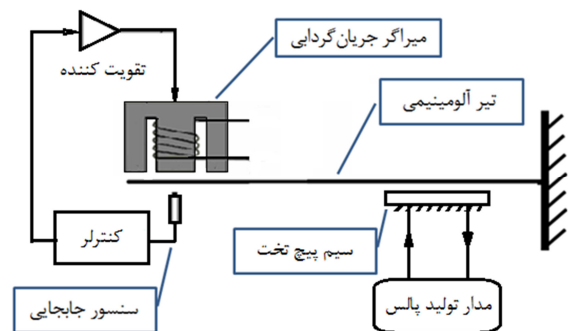 میراگر جریان‌گردابی
تقویت کننده
تیر آلومینیمی
کنترلر
سیم پیچ تخت
سنسور جابجایی
مدار تولید پالس